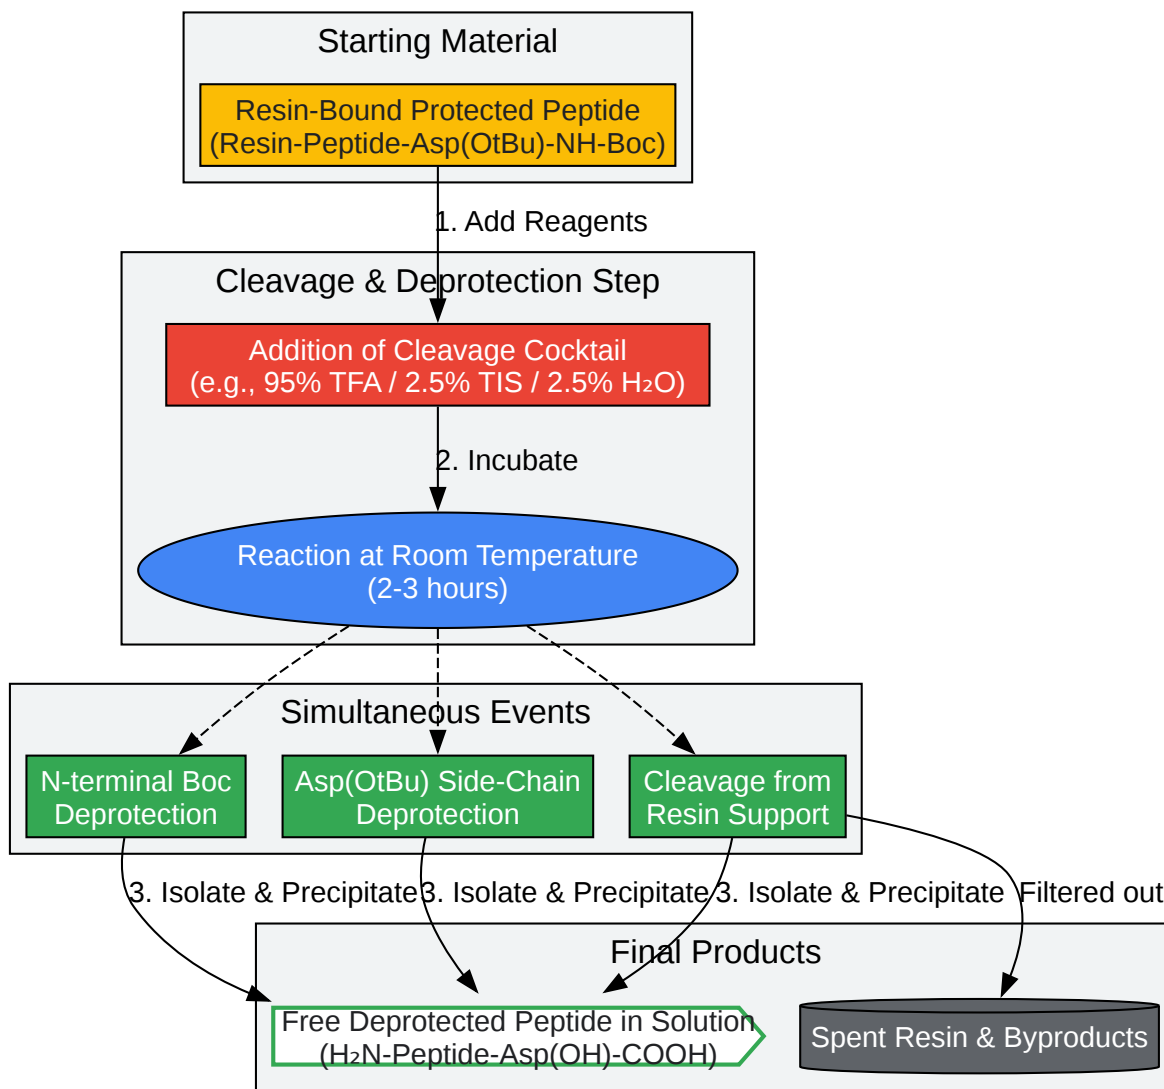 Starting Material
Resin-Bound Protected Peptide
(Resin-Peptide-Asp(OtBu)-NH-Boc)
1. Add Reagents
Cleavage & Deprotection Step
Addition of Cleavage Cocktail
(e.g., 95% TFA / 2.5% TIS / 2.5% H₂O)
2. Incubate
Reaction at Room Temperature
(2-3 hours)
Simultaneous Events
N-terminal Boc
Deprotection
Asp(OtBu) Side-Chain
Deprotection
Cleavage from
Resin Support
3. Isolate & Precipitate
3. Isolate & Precipitate
3. Isolate & Precipitate
Filtered out
Final Products
Free Deprotected Peptide in Solution
(H₂N-Peptide-Asp(OH)-COOH)
Spent Resin & Byproducts